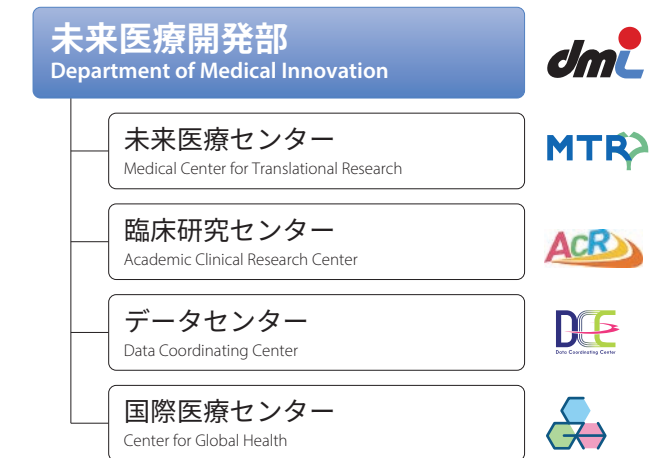 未来医療開発部
Department of Medical Innovation
dmi
未来医療センター
Medical Center for Translational Research
MTR
臨床研究センター
Academic Clinical Research Center
ACR
データセンター
Data Coordinating Center
DCC
Data Coordinating Center
国際医療センター
Center for Global Health